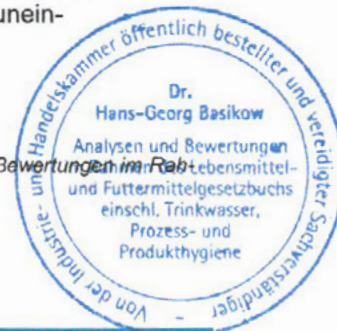 unein-
Von der Industrie- und Handelskammer öffentlich bestellter und vereidigter Sachverständiger -
Dr.
Hans-Georg Basikow
Analysen und Bewertungen
Bewertungen im Rah-
Rahmen des Lebensmittel-
und Futtermittelgesetzbuchs
einschl. Trinkwasser,
Prozess- und
Produkthygiene